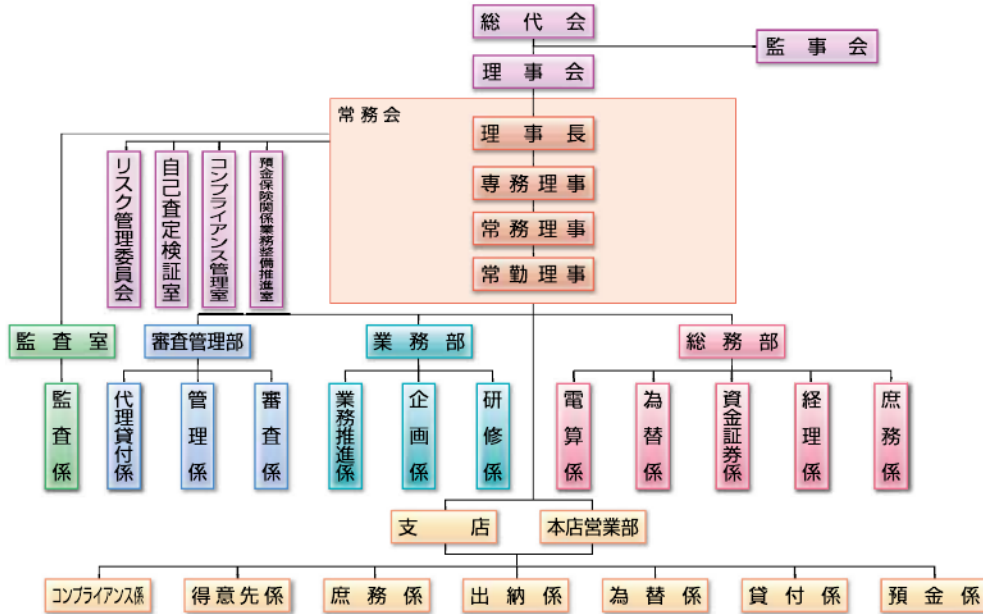 総代会
監事会
理事会
常務会
理事長
専務理事
常務理事
常勤理事
リスク管理委員会
自己査定検証室
コンプライアンス管理室
預金保険関係業務整備推進室
監査室
審査管理部
業務部
総務部
監査係
代理貸付係
管理係
審査係
業務推進係
企画係
研修係
電算係
為替係
資金証券係
経理係
庶務係
支店
本店営業部
コンプライアンス係
得意先係
庶務係
出納係
為替係
貸付係
預金係